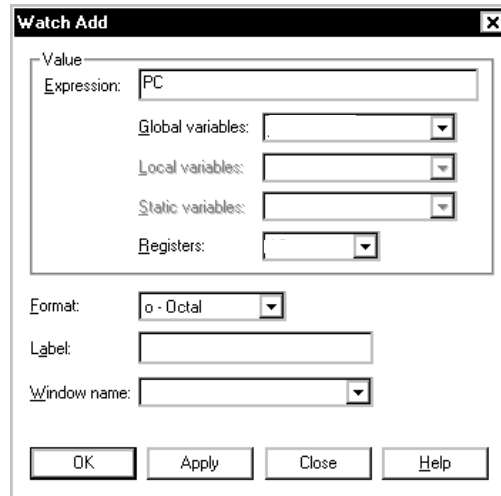 Watch Add
Value
Expression: PC
Global variables:
Local variables:
Static variables:
Registers:
Format: o - Octal
Label:
Window name:
OK Apply Close Help